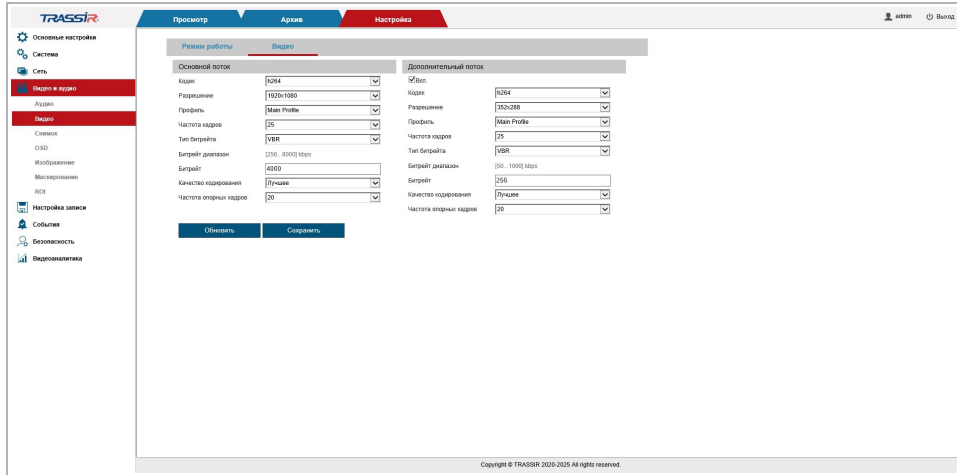 TRASSIR
Просмотр
Архив
Настройка
admin
Выход
Основные настройки
Система
Сеть
Видео и аудио
Аудио
Видео
Снимок
OSD
Изображение
Маскирование
ROI
Настройка записи
События
Безопасность
Видеоаналитика
Режим работы
Видео
Основной поток
Кодек h264
Разрешение 1920x1080
Профиль Main Profile
Частота кадров 25
Тип битрейта VBR
Битрейт диапазон [256...8000] kbps
Битрейт 4000
Качество кодирования Лучшее
Частота опорных кадров 20
Дополнительный поток
Вкл.
Кодек h264
Разрешение 352x288
Профиль Main Profile
Частота кадров 25
Тип битрейта VBR
Битрейт диапазон [50...1000] kbps
Битрейт 256
Качество кодирования Лучшее
Частота опорных кадров 20
Обновить
Сохранить
Copyright © TRASSIR 2020-2025 All rights reserved.